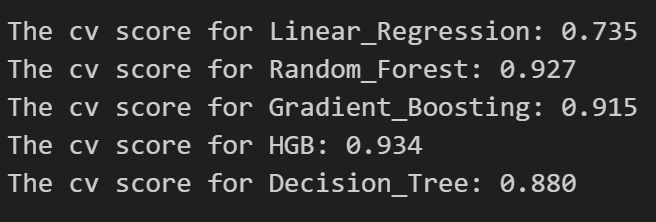 The cv score for Linear_Regression: 0.735
The cv score for Random_Forest: 0.927
The cv score for Gradient_Boosting: 0.915
The cv score for HGB: 0.934
The cv score for Decision_Tree: 0.880